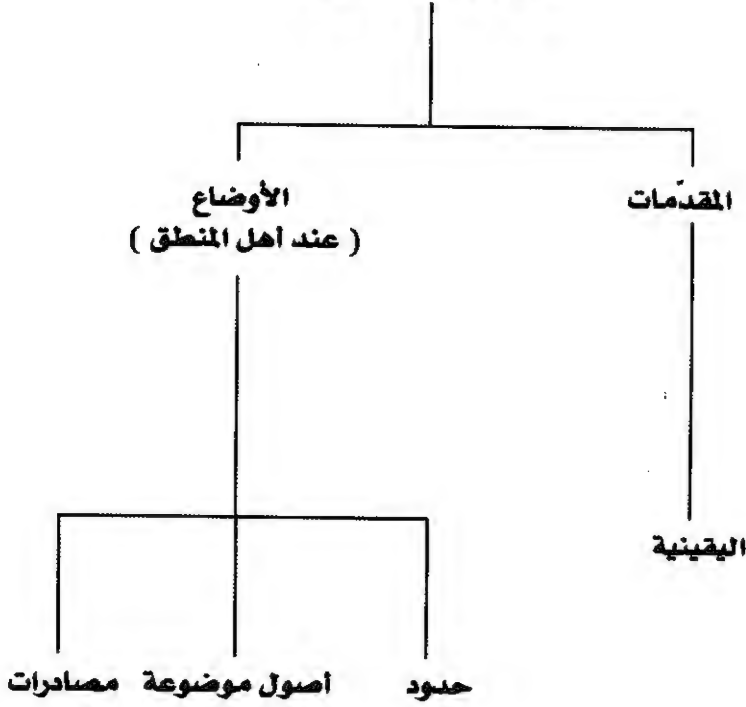 المقدّمات
الأوضاع
( عند أهل المنطق )
اليقينية
حدود
أصول موضوعة
مصادرات